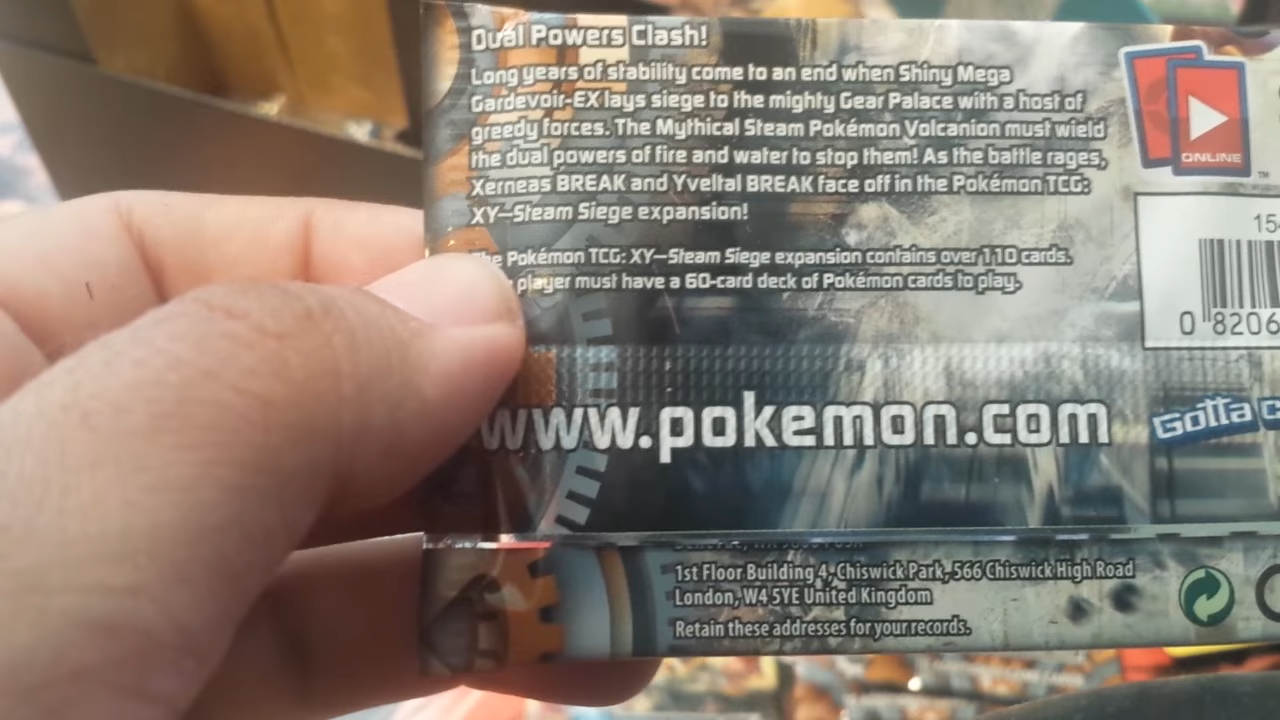 Dual Powers Clash!
Long years of stability come to an end when Shiny Mega
Gardevoir-EX lays siege to the mighty Gear Palace with a host of
greedy forces. The Mythical Steam Pokémon Volcanion must wield
the dual powers of fire and water to stop them! As the battle rages,
Xerneas BREAK and Yveltal BREAK face off in the Pokémon TCG:
XY—Steam Siege expansion!
The Pokémon TCG: XY—Steam Siege expansion contains over 110 cards.
player must have a 60-card deck of Pokémon cards to play.
ONLINE
TM
15
0 8206
www.pokemon.com
Gotta
1st Floor Building 4, Chiswick Park, 566 Chiswick High Road
London, W4 5YE United Kingdom
Retain these addresses for your records.